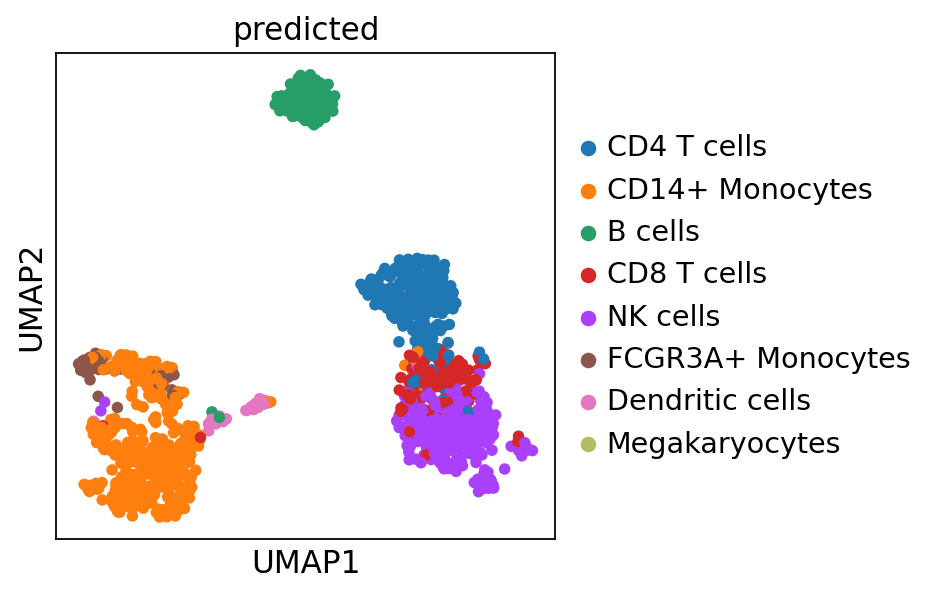 predicted
UMAP2
UMAP1
CD4 T cells
CD14+ Monocytes
B cells
CD8 T cells
NK cells
FCGR3A+ Monocytes
Dendritic cells
Megakaryocytes